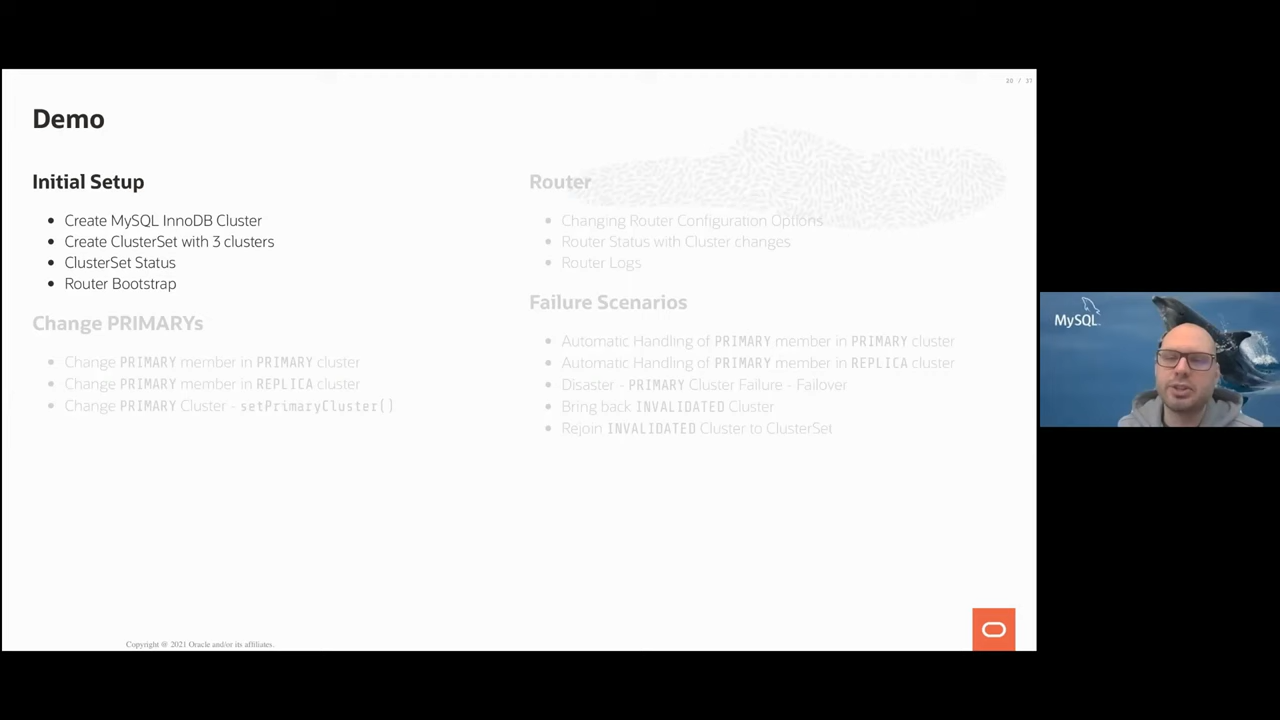 20 / 37
Demo
Initial Setup
Create MySQL InnoDB Cluster
Create ClusterSet with 3 clusters
ClusterSet Status
Router Bootstrap
Change PRIMARYs
Change PRIMARY member in PRIMARY cluster
Change PRIMARY member in REPLICA cluster
Change PRIMARY Cluster - setPrimaryCluster()
Router
Changing Router Configuration Options
Router Status with Cluster changes
Router Logs
Failure Scenarios
Automatic Handling of PRIMARY member in PRIMARY cluster
Automatic Handling of PRIMARY member in REPLICA cluster
Disaster - PRIMARY Cluster Failure - Failover
Bring back INVALIDATED Cluster
Rejoin INVALIDATED Cluster to ClusterSet
Copyright @ 2021 Oracle and/or its affiliates.
MySQL